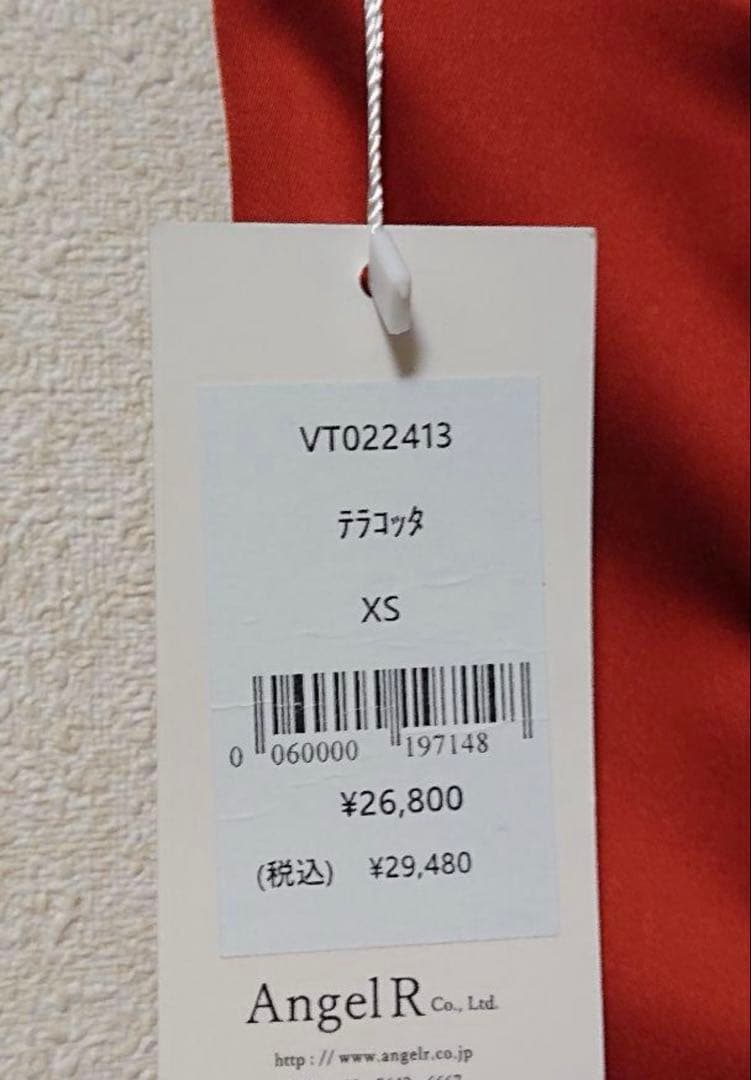 VT022413
ﾃﾗｺｯﾀ
XS
0 060000 197148
¥26,800
(税込) ¥29,480
Angel R Co., Ltd.
http : // www.angelr.co.jp